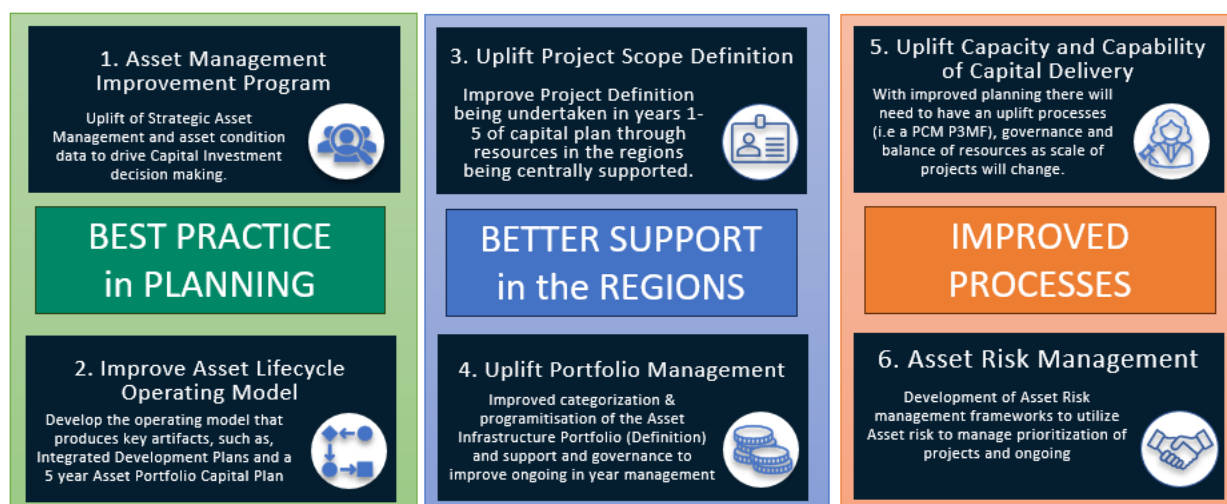 1. Asset Management
Improvement Program
Uplift of Strategic Asset
Management and asset condition
data to drive Capital Investment
decision making.
BEST PRACTICE
in PLANNING
2. Improve Asset Lifecycle
Operating Model
Develop the operating model that
produces key artifacts, such as,
Integrated Development Plans and a
5 year Asset Portfolio Capital Plan
3. Uplift Project Scope Definition
Improve Project Definition
being undertaken in years 1-
5 of capital plan through
resources in the regions
being centrally supported.
BETTER SUPPORT
in the REGIONS
4. Uplift Portfolio Management
Improved categorization &
programitisation of the Asset
Infrastructure Portfolio (Definition)
and support and governance to
improve ongoing in year management
5. Uplift Capacity and Capability
of Capital Delivery
With improved planning there will
need to have an uplift processes
(i.e a PCM P3MF), governance and
balance of resources as scale of
projects will change.
IMPROVED
PROCESSES
6. Asset Risk Management
Development of Asset Risk
management frameworks to utilize
Asset risk to manage prioritization of
projects and ongoing